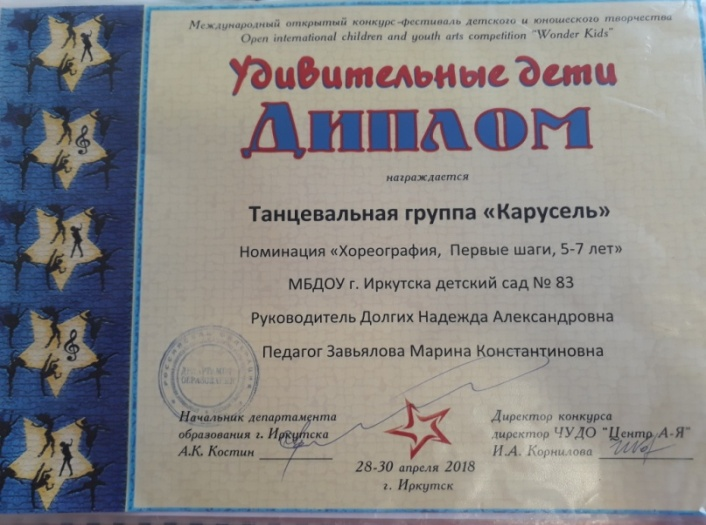 Международный открытый конкурс-фестиваль детского и юношеского творчества
Open international children and youth arts competition "Wonder Kids"
Удивительные дети
ДИПЛОМ
награждается
Танцевальная группа «Карусель»
Номинация «Хореография, Первые шаги, 5-7 лет»
МБДОУ г. Иркутска детский сад № 83
Руководитель Долгих Надежда Александровна
Педагог Завьялова Марина Константиновна
Начальник департамента
образования г. Иркутска
А.К. Костин
28-30 апреля 2018
г. Иркутск
Директор конкурса
директор ЧУДО "Центр А-Я"
И.А. Корнилова